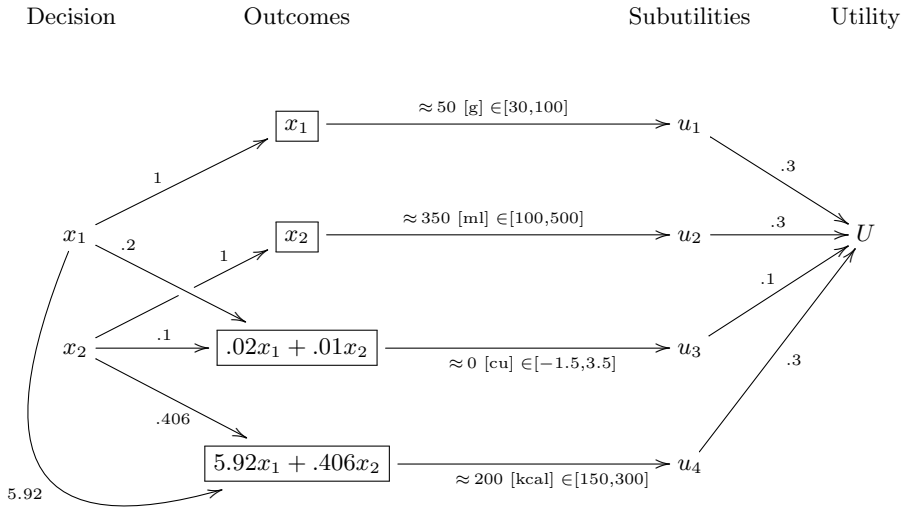 Decision Outcomes Subutilities Utility
x₁ ≈50 [g] ∈[30,100] u₁
1 .3
x₁ .2 x₂ ≈350 [ml] ∈[100,500] u₂ .3 U
1
.1
x₂ .1 .02x₁ + .01x₂ ≈0 [cu] ∈[−1.5,3.5] u₃
.3
.406
5.92x₁ + .406x₂ ≈200 [kcal] ∈[150,300] u₄
5.92